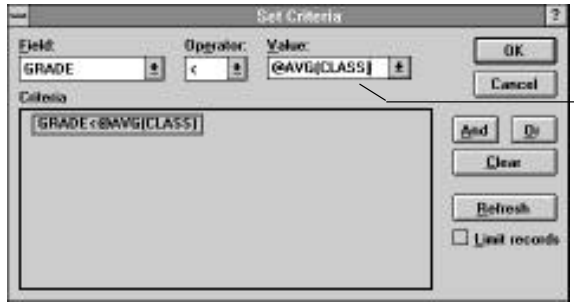 Set Criteria ?
Field: Operator: Value:
GRADE < @AVG(CLASS)
OK
Cancel
Criteria
GRADE<@AVG(CLASS)
And Or
Clear
Refresh
Limit records